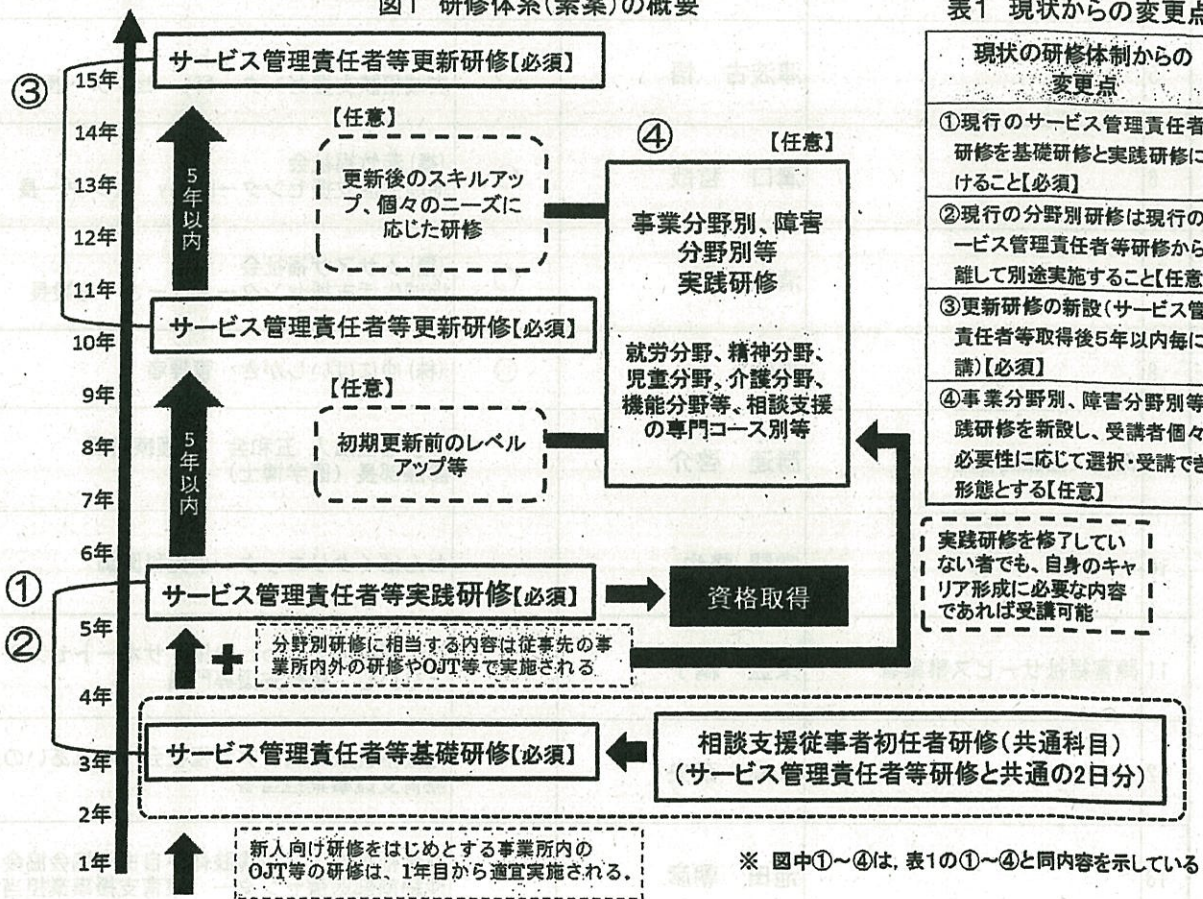 図1 研修体系(素案)の概要
サービス管理責任者等更新研修【必須】
③
15年
14年
13年
12年
11年
10年
9年
8年
7年
6年
5年
4年
3年
2年
1年
5年以内
【任意】
更新後のスキルアッ
プ、個々のニーズに
応じた研修
サービス管理責任者等更新研修【必須】
5年以内
【任意】
初期更新前のレベル
アップ等
④
【任意】
事業分野別、障害
分野別等
実践研修
就労分野、精神分野、
児童分野、介護分野、
機能分野等、相談支援
の専門コース別等
①
②
サービス管理責任者等実践研修【必須】
資格取得
実践研修を修了してい
ない者でも、自身のキャ
リア形成に必要な内容
であれば受講可能
+
分野別研修に相当する内容は従事先の事
業所内外の研修やOJT等で実施される
サービス管理責任者等基礎研修【必須】
相談支援従事者初任者研修(共通科目)
(サービス管理責任者等研修と共通の2日分)
新人向け研修をはじめとする事業所内の
OJT等の研修は、1年目から適宜実施される。
※ 図中①~④は、表1の①~④と同内容を示している
表1 現状からの変更点
現状の研修体制からの
変更点
①現行のサービス管理責任者
研修を基礎研修と実践研修に
けること【必須】
②現行の分野別研修は現行の
ービス管理責任者等研修から
離して別途実施すること【任意
③更新研修の新設(サービス管
責任者等取得後5年以内毎に
講)【必須】
④事業分野別、障害分野別等
践研修を新設し、受講者個々
必要性に応じて選択・受講でき
形態とする【任意】